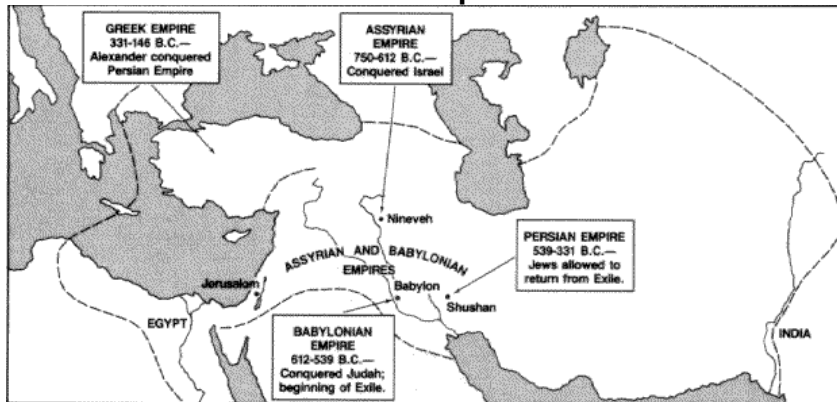 GREEK EMPIRE
331-146 B.C.—
Alexander conquered
Persian Empire
ASSYRIAN
EMPIRE
750-612 B.C.—
Conquered Israel
Nineveh
PERSIAN EMPIRE
539-331 B.C.—
Jews allowed to
return from Exile.
ASSYRIAN AND BABYLONIAN
EMPIRES
Jerusalem
Babylon
Shushan
EGYPT
INDIA
BABYLONIAN
EMPIRE
612-539 B.C.—
Conquered Judah;
beginning of Exile.